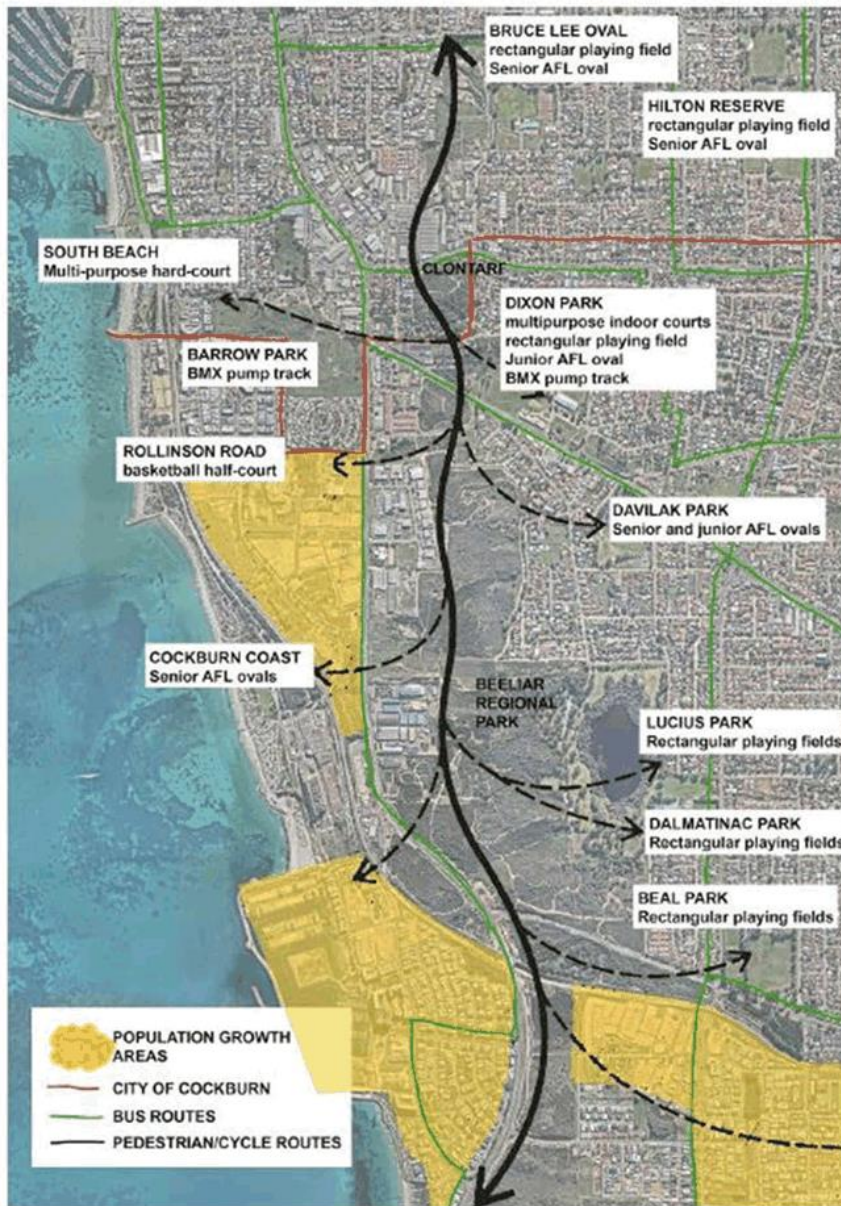 BRUCE LEE OVAL
rectangular playing field
Senior AFL oval
HILTON RESERVE
rectangular playing field
Senior AFL oval
SOUTH BEACH
Multi-purpose hard-court
CLONTARF
DIXON PARK
multipurpose indoor courts
rectangular playing field
Junior AFL oval
BMX pump track
BARROW PARK
BMX pump track
ROLLINSON ROAD
basketball half-court
DAVILAK PARK
Senior and junior AFL ovals
COCKBURN COAST
Senior AFL ovals
BEELIAR
REGIONAL
PARK
LUCIUS PARK
Rectangular playing fields
DALMATINAC PARK
Rectangular playing fields
BEAL PARK
Rectangular playing fields
POPULATION GROWTH
AREAS
CITY OF COCKBURN
BUS ROUTES
PEDESTRIAN/CYCLE ROUTES